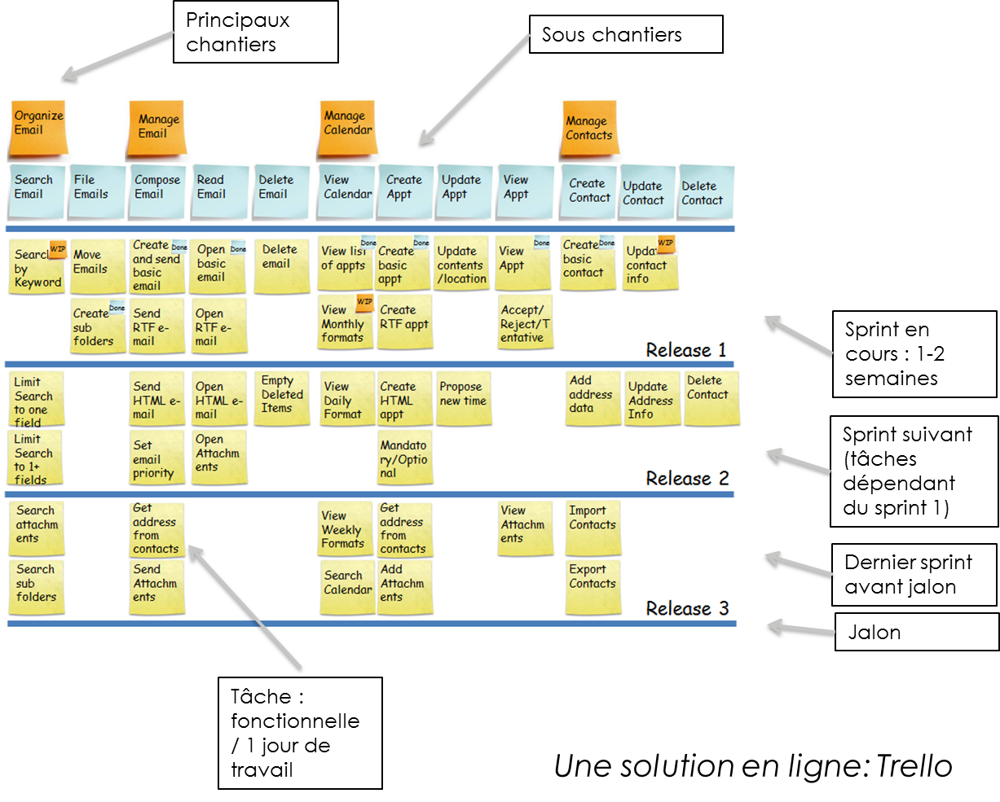 Principaux
chantiers
Sous chantiers
Organize
Email
Manage
Email
Manage
Calendar
Manage
Contacts
Search
Email
File
Emails
Compose
Email
Read
Email
Delete
Email
View
Calendar
Create
Appt
Update
Appt
View
Appt
Create
Contact
Update
Contact
Delete
Contact
Search
by
Keyword
WIP
Move
Emails
Create
and send
basic
email
Done
Open
basic
email
Done
Delete
email
View list
of appts
Done
Create
basic
appt
Done
Update
contents
/location
View
Appt
Done
Create
basic
contact
Done
Update
contact
info
WIP
Create
sub
folders
Done
Send
RTF e-
mail
Open
RTF e-
mail
View
Monthly
formats
WIP
Create
RTF appt
Accept/
Reject/T
entative
Release 1
Sprint en
cours : 1-2
semaines
Limit
Search
to one
field
Send
HTML e-
mail
Open
HTML e-
mail
Empty
Deleted
Items
View
Daily
Format
Create
HTML
appt
Propose
new time
Add
address
data
Update
Address
Info
Delete
Contact
Limit
Search
to 1+
fields
Set
email
priority
Open
Attachm
ents
Mandato
ry/Optio
nal
Release 2
Sprint suivant
(tâches
dépendant
du sprint 1)
Search
attachm
ents
Get
address
from
contacts
View
Weekly
Formats
Get
address
from
contacts
View
Attachm
ents
Import
Contacts
Search
sub
folders
Send
Attachm
ents
Search
Calendar
Add
Attachm
ents
Export
Contacts
Release 3
Dernier sprint
avant jalon
Jalon
Tâche :
fonctionnelle
/ 1 jour de
travail
Une solution en ligne: Trello